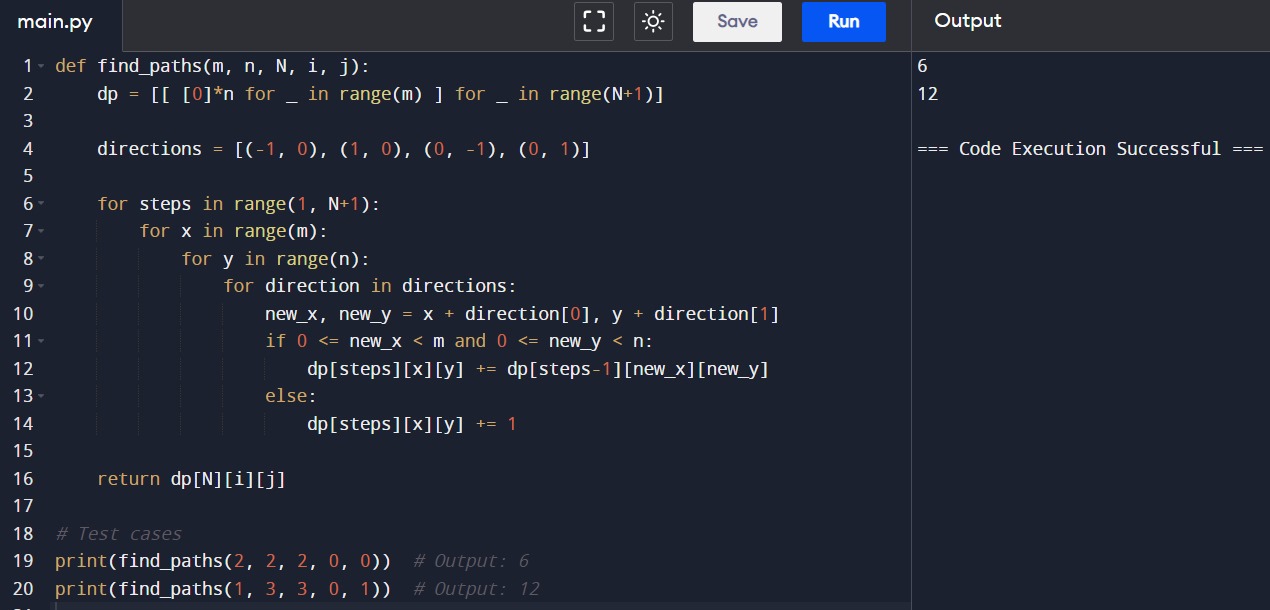 main.py Save Run Output
1 def find_paths(m, n, N, i, j):
2     dp = [[ [0]*n for _ in range(m) ] for _ in range(N+1)]
3
4     directions = [(-1, 0), (1, 0), (0, -1), (0, 1)]
5
6     for steps in range(1, N+1):
7         for x in range(m):
8             for y in range(n):
9                 for direction in directions:
10                     new_x, new_y = x + direction[0], y + direction[1]
11                     if 0 <= new_x < m and 0 <= new_y < n:
12                         dp[steps][x][y] += dp[steps-1][new_x][new_y]
13                     else:
14                         dp[steps][x][y] += 1
15
16     return dp[N][i][j]
17
18 # Test cases
19 print(find_paths(2, 2, 2, 0, 0))  # Output: 6
20 print(find_paths(1, 3, 3, 0, 1))  # Output: 12
6
12
=== Code Execution Successful ===